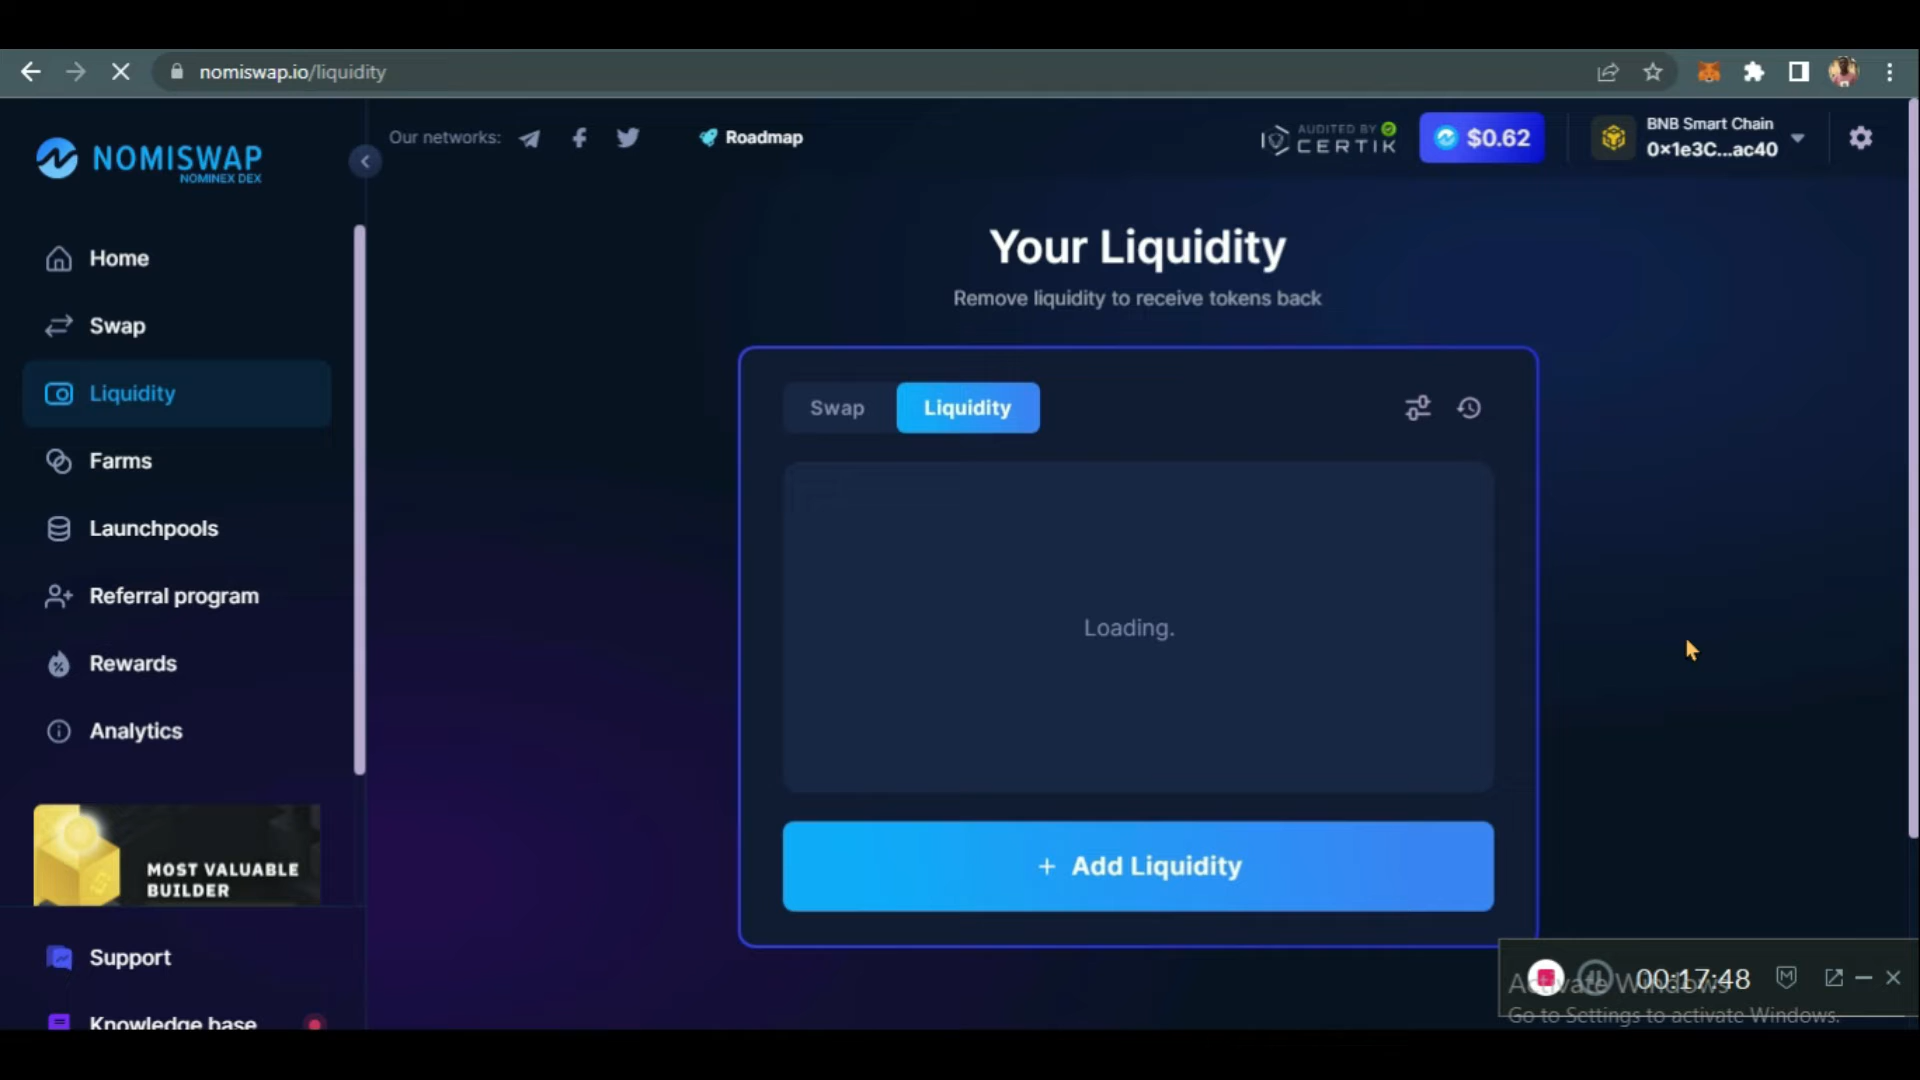 nomiswap.io/liquidity
NOMISWAP
NOMINEX DEX
Our networks:
Roadmap
AUDITED BY
CERTIK
$0.62
BNB Smart Chain
0x1e3C...ac40
Home
Swap
Liquidity
Farms
Launchpools
Referral program
Rewards
Analytics
MOST VALUABLE
BUILDER
Support
Knowledge base
Your Liquidity
Remove liquidity to receive tokens back
Swap
Liquidity
Loading.
+ Add Liquidity
00:17:48
Activate Windows
Go to Settings to activate Windows.